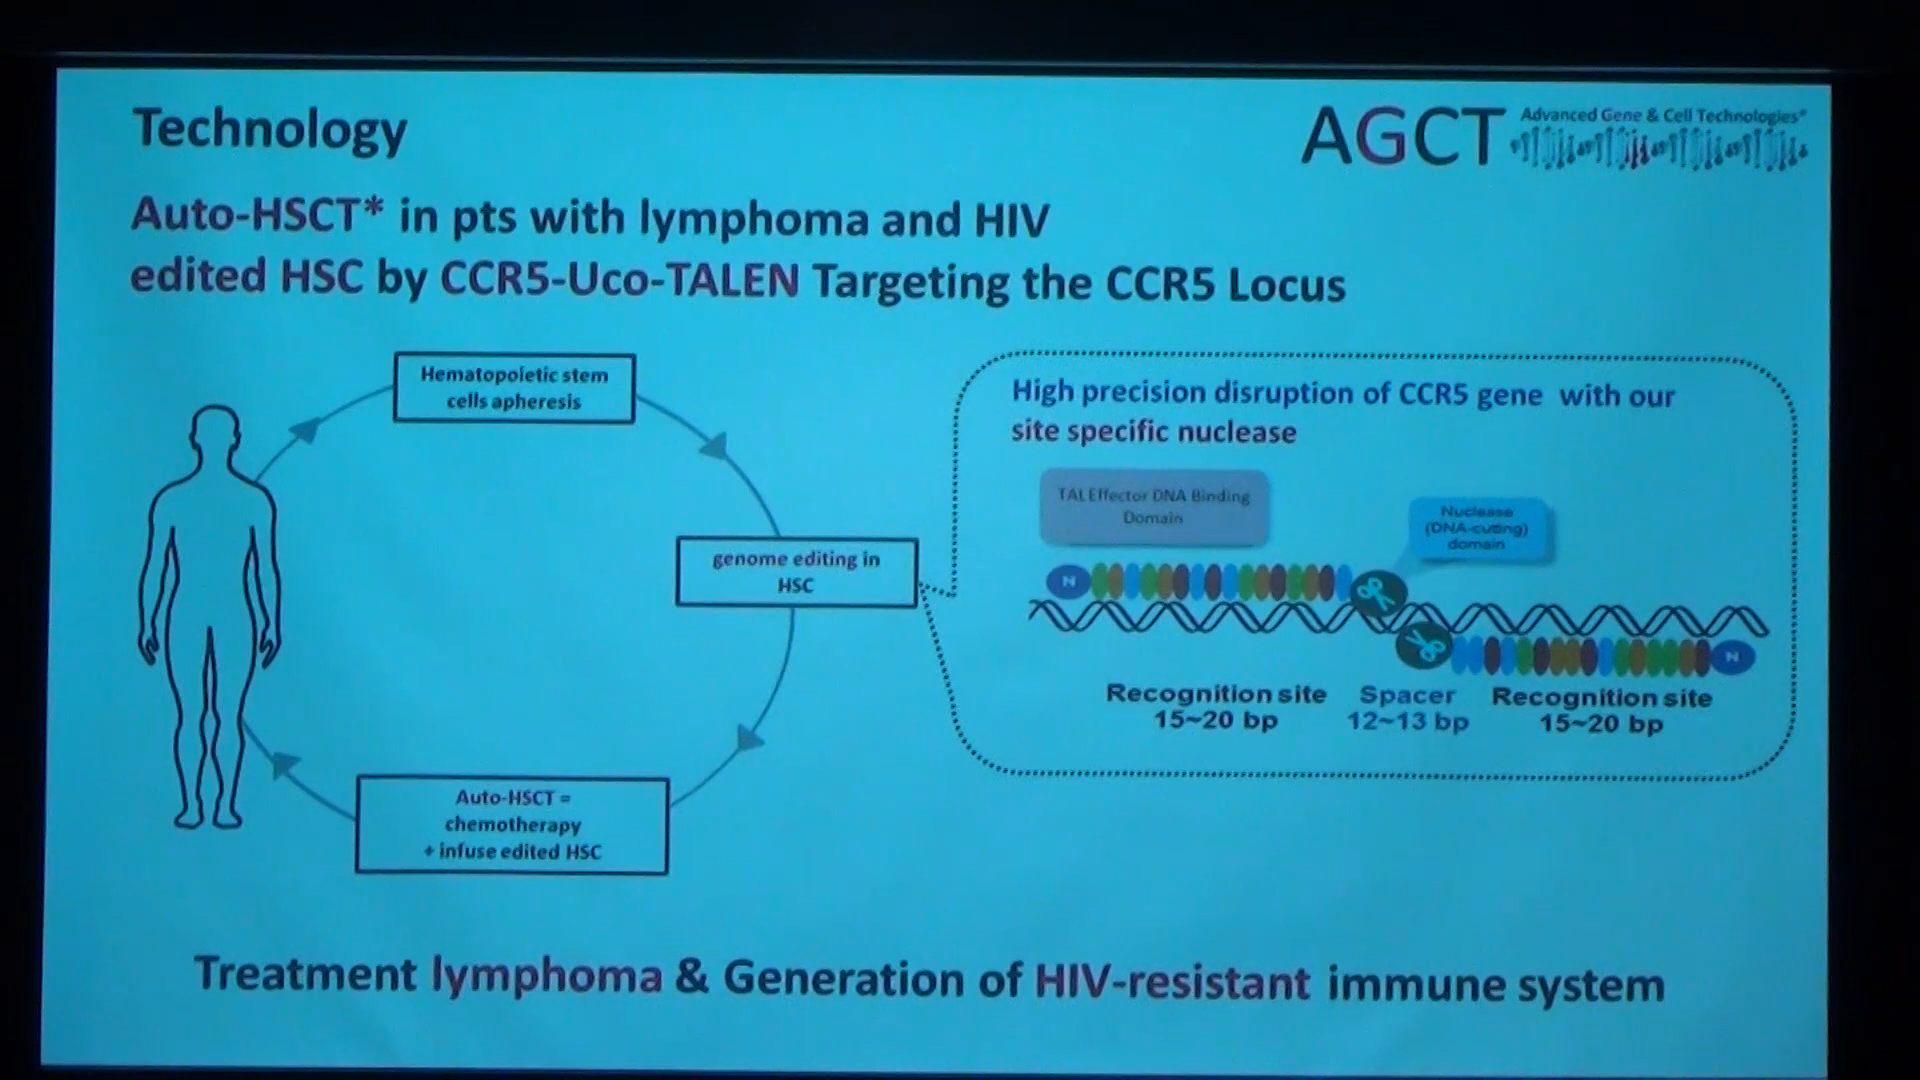 Technology
AGCT
Advanced Gene & Cell Technologies®
Auto-HSCT* in pts with lymphoma and HIV
edited HSC by CCR5-Uco-TALEN Targeting the CCR5 Locus
Hematopoietic stem
cells apheresis
genome editing in
HSC
Auto-HSCT =
chemotherapy
+ infuse edited HSC
High precision disruption of CCR5 gene with our
site specific nuclease
TAL Effector DNA Binding
Domain
Nuclease
(DNA-cutting)
domain
N
N
Recognition site
15~20 bp
Spacer
12~13 bp
Recognition site
15~20 bp
Treatment lymphoma & Generation of HIV-resistant immune system